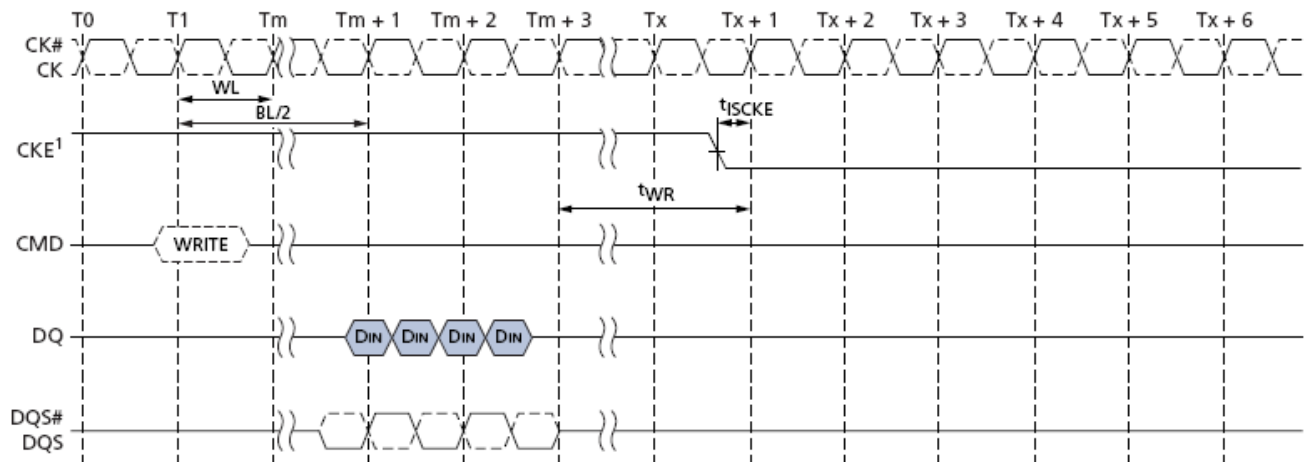 T0 T1 Tm Tm + 1 Tm + 2 Tm + 3 Tx Tx + 1 Tx + 2 Tx + 3 Tx + 4 Tx + 5 Tx + 6
CK#
CK
WL
BL/2
tISCKE
CKE1
tWR
CMD WRITE
DQ DIN DIN DIN DIN
DQS#
DQS